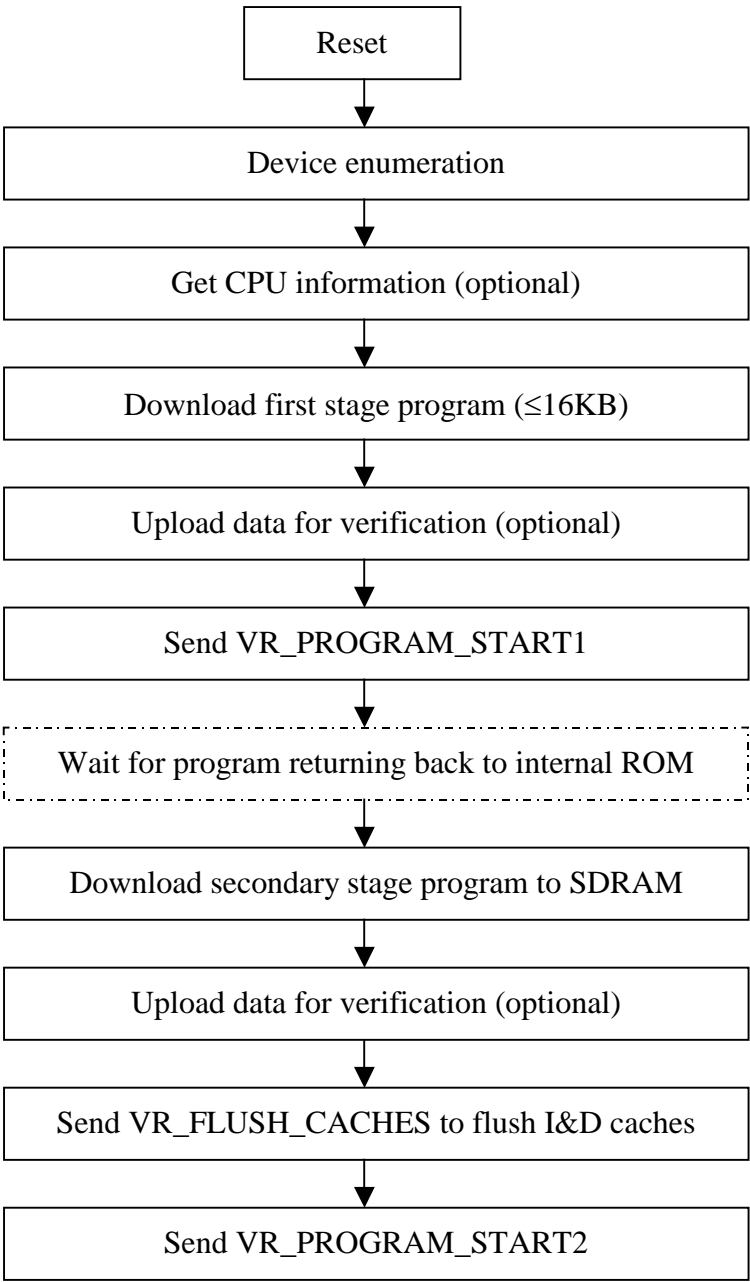 Reset
Device enumeration
Get CPU information (optional)
Download first stage program (≤16KB)
Upload data for verification (optional)
Send VR_PROGRAM_START1
Wait for program returning back to internal ROM
Download secondary stage program to SDRAM
Upload data for verification (optional)
Send VR_FLUSH_CACHES to flush I&D caches
Send VR_PROGRAM_START2